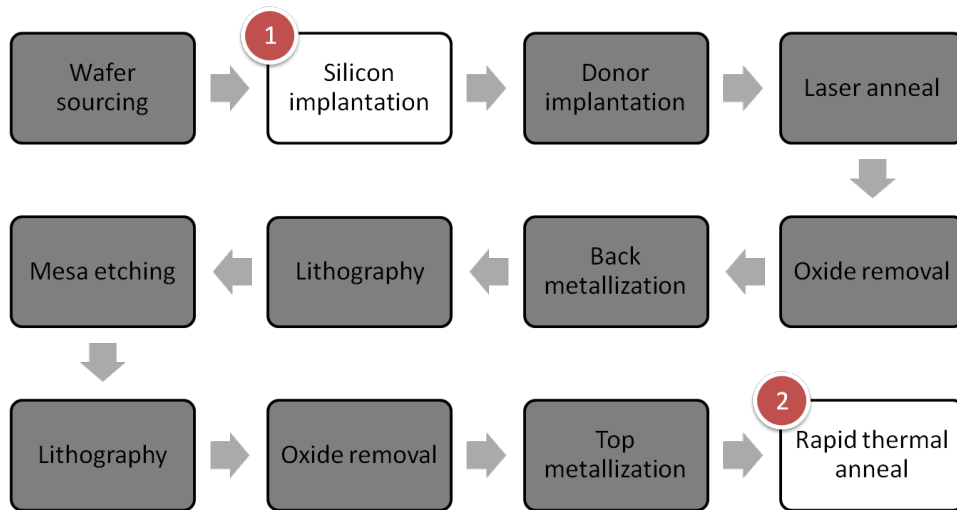 1
Wafer
sourcing
Silicon
implantation
Donor
implantation
Laser anneal
Mesa etching
Lithography
Back
metallization
Oxide removal
Lithography
Oxide removal
Top
metallization
2
Rapid thermal
anneal